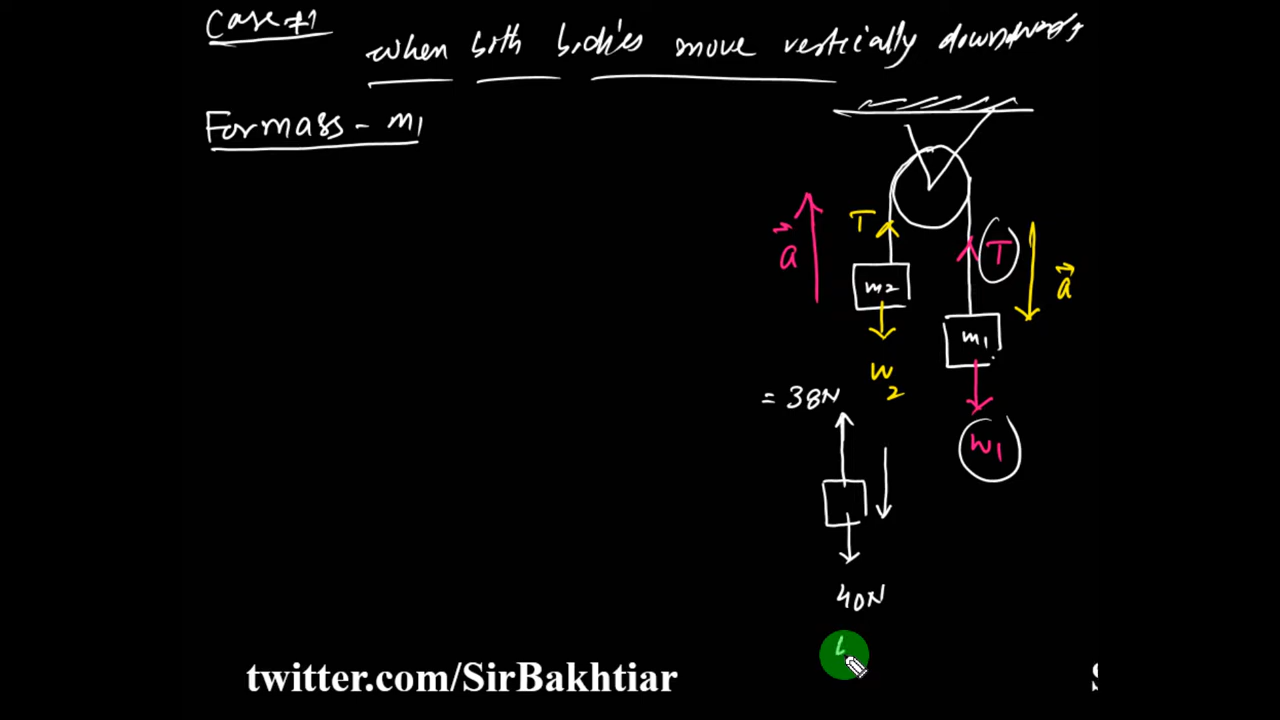 Case #1
when both bodies move vertically downwards
For mass - m1
T
T
a
a
m2
m1
W2
= 38N
W1
40N
twitter.com/SirBakhtiar